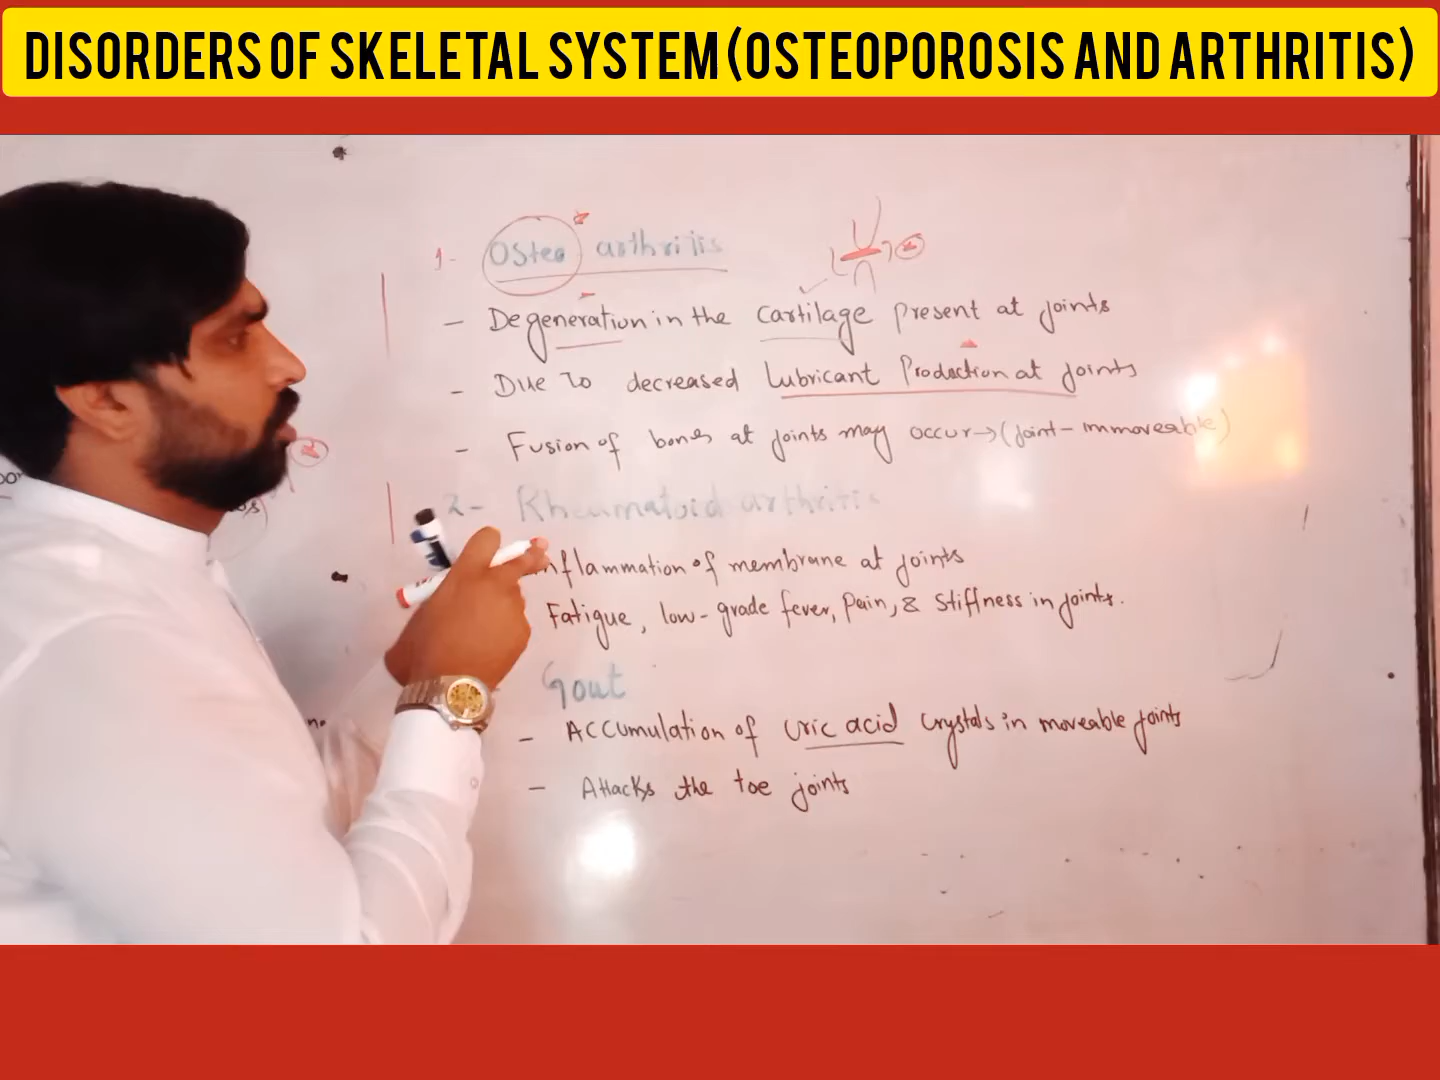 DISORDERS OF SKELETAL SYSTEM (OSTEOPOROSIS AND ARTHRITIS)
1- Osteo arthritis
- Degeneration in the cartilage present at joints
- Due to decreased lubricant Production at joints
- Fusion of bones at joints may occur → (joint-immoveable)
2- Rheumatoid arthritis
inflammation of membrane at joints
Fatigue, low-grade fever, Pain, & Stiffness in joints.
Gout
- Accumulation of uric acid crystals in moveable joints
- Attacks the toe joints